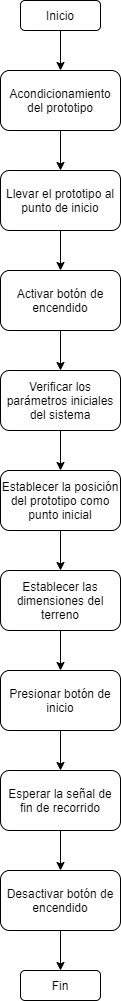 Inicio
Acondicionamiento
del prototipo
Llevar el prototipo al
punto de inicio
Activar botón de
encendido
Verificar los
parámetros iniciales
del sistema
Establecer la posición
del prototipo como
punto inicial
Establecer las
dimensiones del
terreno
Presionar botón de
inicio
Esperar la señal de
fin de recorrido
Desactivar botón de
encendido
Fin